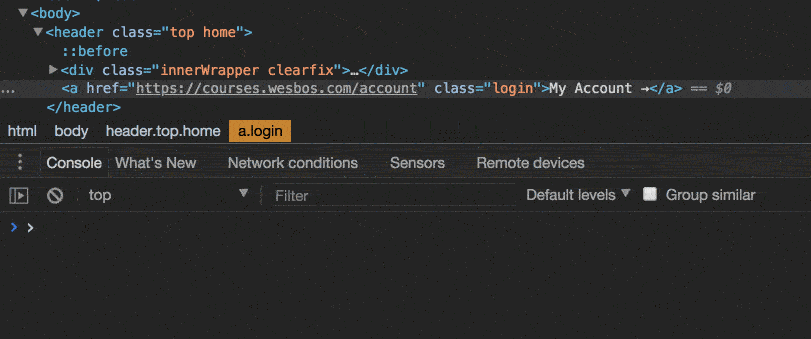 ▼<body>
▼<header class="top home">
::before
▶<div class="innerWrapper clearfix">…</div>
...<a href="https://courses.wesbos.com/account" class="login">My Account →</a> == $0
</header>
html body header.top.home a.login
⋮ Console What's New Network conditions Sensors Remote devices
top ▼ Filter Default levels ▼ Group similar
› ›